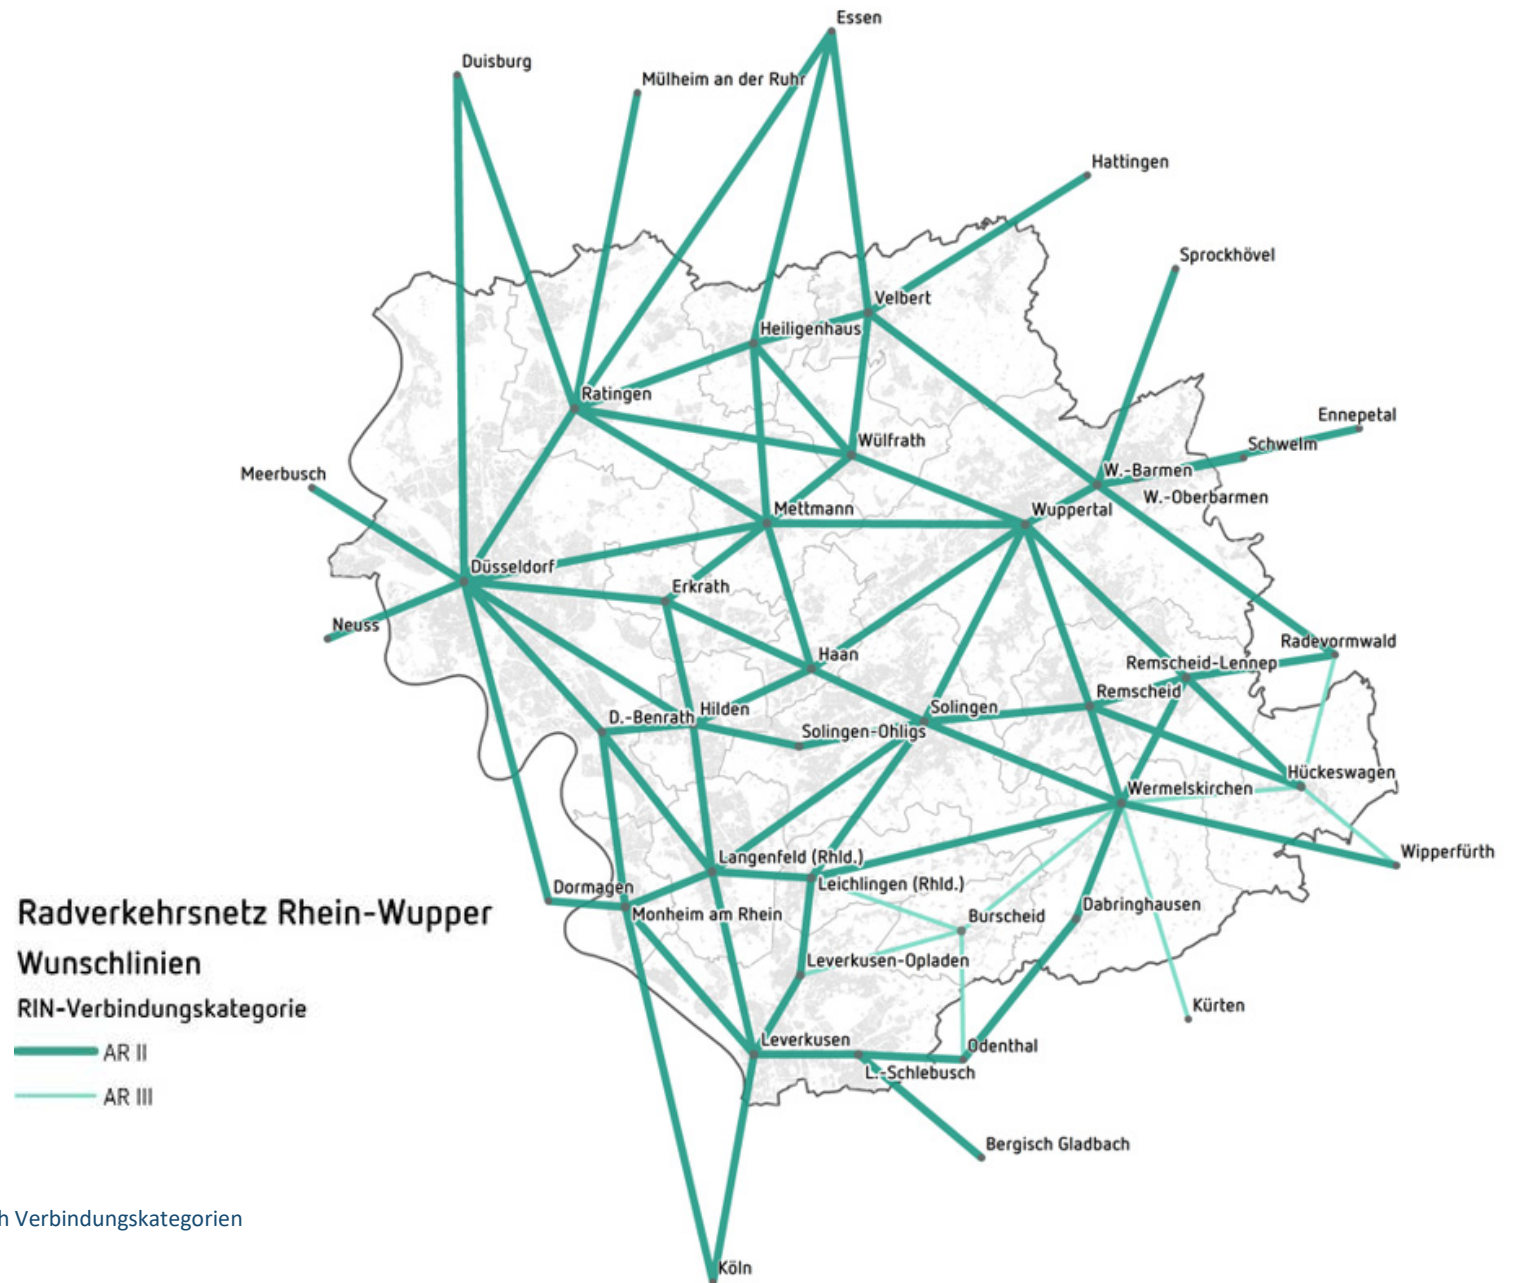 Essen
Duisburg
Mülheim an der Ruhr
Hattingen
Sprockhövel
Velbert
Heiligenhaus
Ratingen
Ennepetal
Schwelm
Wülfrath
Meerbusch
W.-Barmen
W.-Oberbarmen
Mettmann
Wuppertal
Düsseldorf
Erkrath
Neuss
Radevormwald
Haan
Remscheid-Lennep
Remscheid
Hilden
D.-Benrath
Solingen
Solingen-Ohligs
Hückeswagen
Wermelskirchen
Wipperfürth
Langenfeld (Rhld.)
Leichlingen (Rhld.)
Dormagen
Monheim am Rhein
Dabringhausen
Burscheid
Leverkusen-Opladen
Kürten
Leverkusen
Odenthal
L.-Schlebusch
Bergisch Gladbach
Köln
Radverkehrsnetz Rhein-Wupper
Wunschlinien
RIN-Verbindungskategorie
AR II
AR III
h Verbindungskategorien